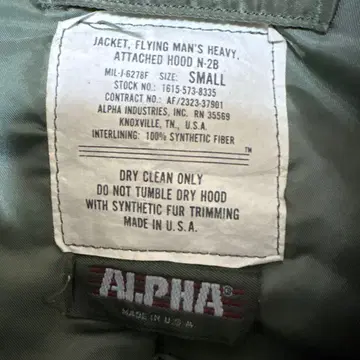 JACKET, FLYING MAN'S HEAVY,
ATTACHED HOOD N-2B
MIL-J-6278F SIZE: SMALL
STOCK NO.: 1615-573-8335
CONTRACT NO.: AF/2323-37901
ALPHA INDUSTRIES, INC. RN 35569
KNOXVILLE, TN., U.S.A.
INTERLINING: 100% SYNTHETIC FIBER
TM
DRY CLEAN ONLY
DO NOT TUMBLE DRY HOOD
WITH SYNTHETIC FUR TRIMMING
MADE IN U.S.A.
ALPHA®
MADE IN U.S.A